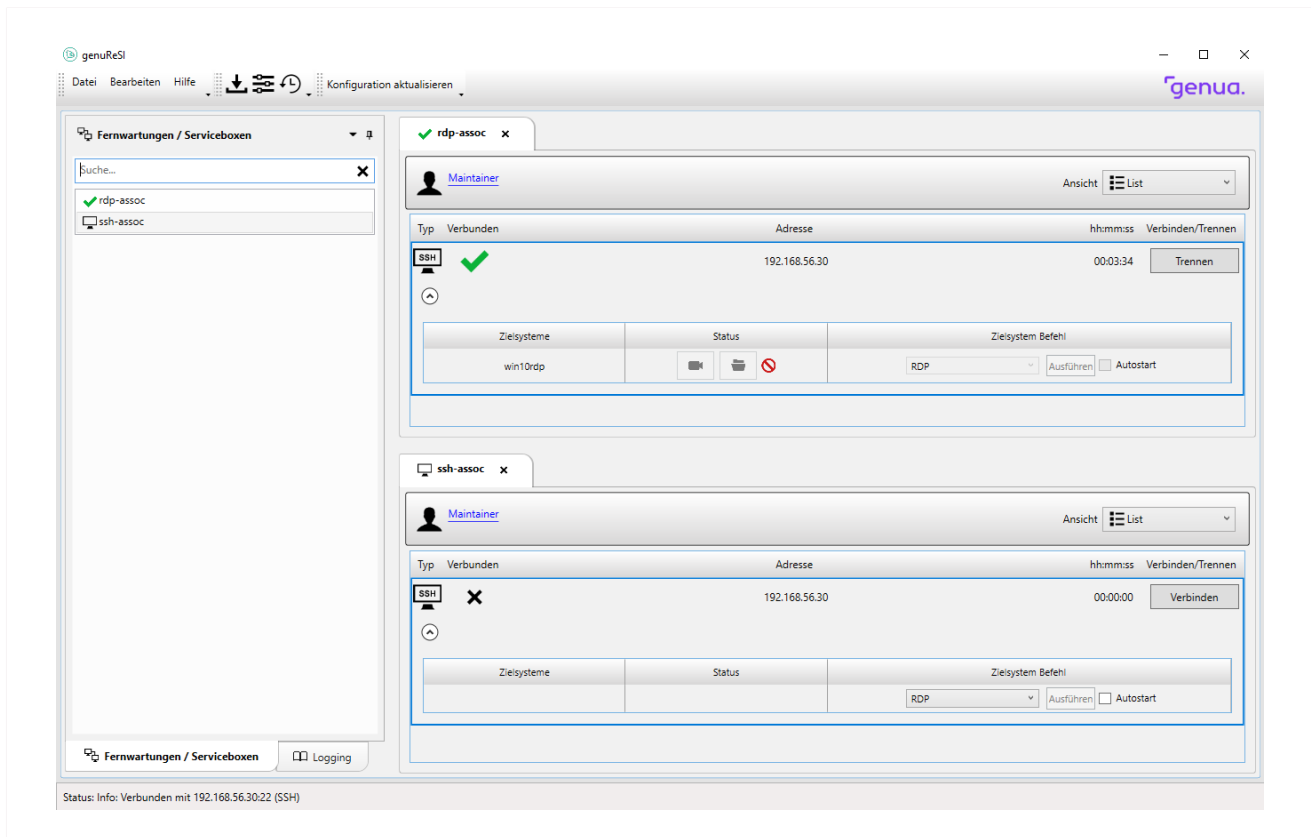 genuReSI
Datei Bearbeiten Hilfe Konfiguration aktualisieren
genua.
Fernwartungen / Serviceboxen
Suche...
rdp-assoc
ssh-assoc
rdp-assoc
Maintainer
Ansicht List
Typ Verbunden Adresse hh:mm:ss Verbinden/Trennen
SSH 192.168.56.30 00:03:34 Trennen
Zielsysteme Status Zielsystem Befehl
win10rdp RDP Ausführen Autostart
ssh-assoc
Maintainer
Ansicht List
Typ Verbunden Adresse hh:mm:ss Verbinden/Trennen
SSH 192.168.56.30 00:00:00 Verbinden
Zielsysteme Status Zielsystem Befehl
RDP Ausführen Autostart
Fernwartungen / Serviceboxen Logging
Status: Info: Verbunden mit 192.168.56.30:22 (SSH)